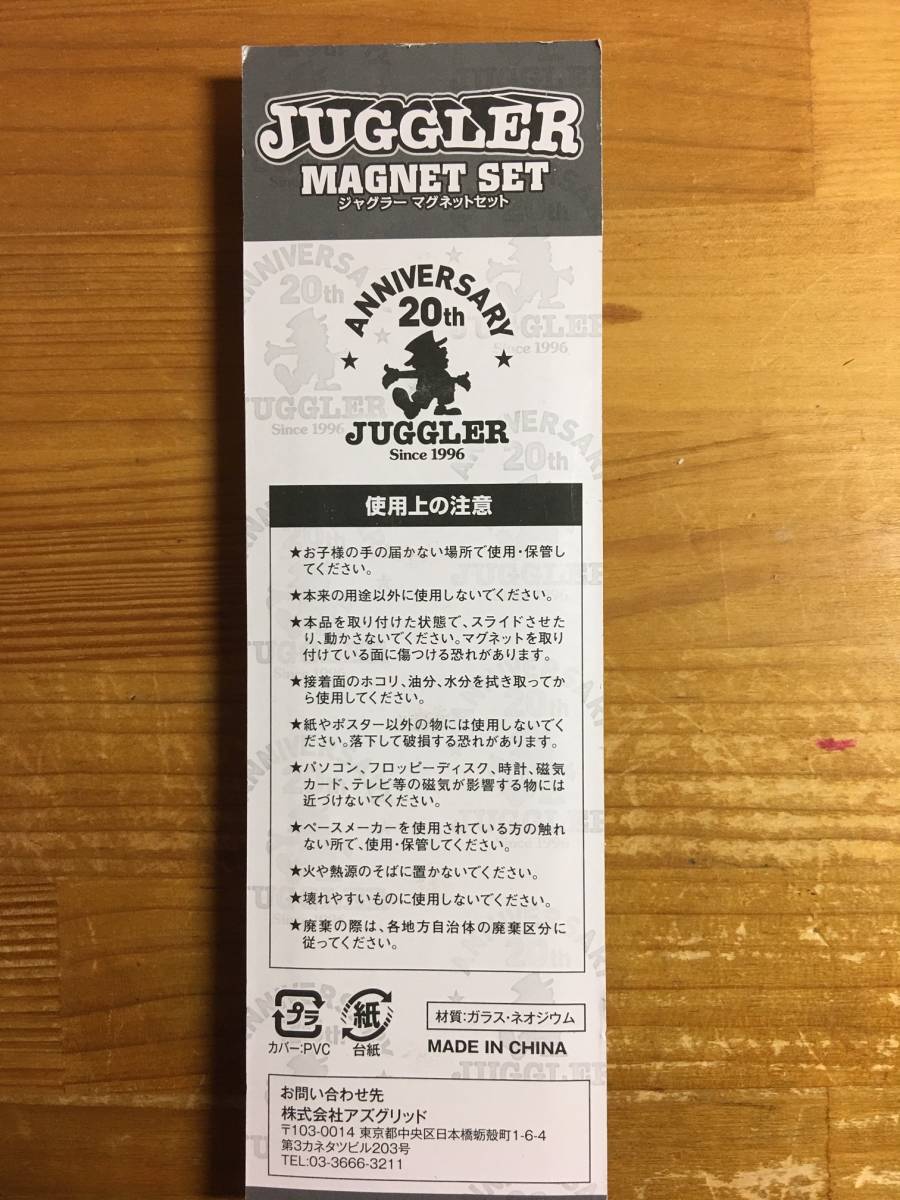 JUGGLER
MAGNET SET
ジャグラー マグネットセット
ANNIVERSARY
20th
JUGGLER
Since 1996
使用上の注意
★お子様の手の届かない場所で使用・保管し
てください。
★本来の用途以外に使用しないでください。
★本品を取り付けた状態で、スライドさせた
り、動かさないでください。マグネットを取り
付けている面に傷つける恐れがあります。
★接着面のホコリ、油分、水分を拭き取ってか
ら使用してください。
★紙やポスター以外の物には使用しないでく
ださい。落下して破損する恐れがあります。
★パソコン、フロッピーディスク、時計、磁気
カード、テレビ等の磁気が影響する物には
近づけないでください。
★ペースメーカーを使用されている方の触れ
ない所で、使用・保管してください。
★火や熱源のそばに置かないでください。
★壊れやすいものに使用しないでください。
★廃棄の際は、各地方自治体の廃棄区分に
従ってください。
プラ
カバー:PVC
紙
台紙
材質:ガラス・ネオジウム
MADE IN CHINA
お問い合わせ先
株式会社アズグリッド
〒103-0014 東京都中央区日本橋蛎殻町1-6-4
第3カネタツビル203号
TEL:03-3666-3211